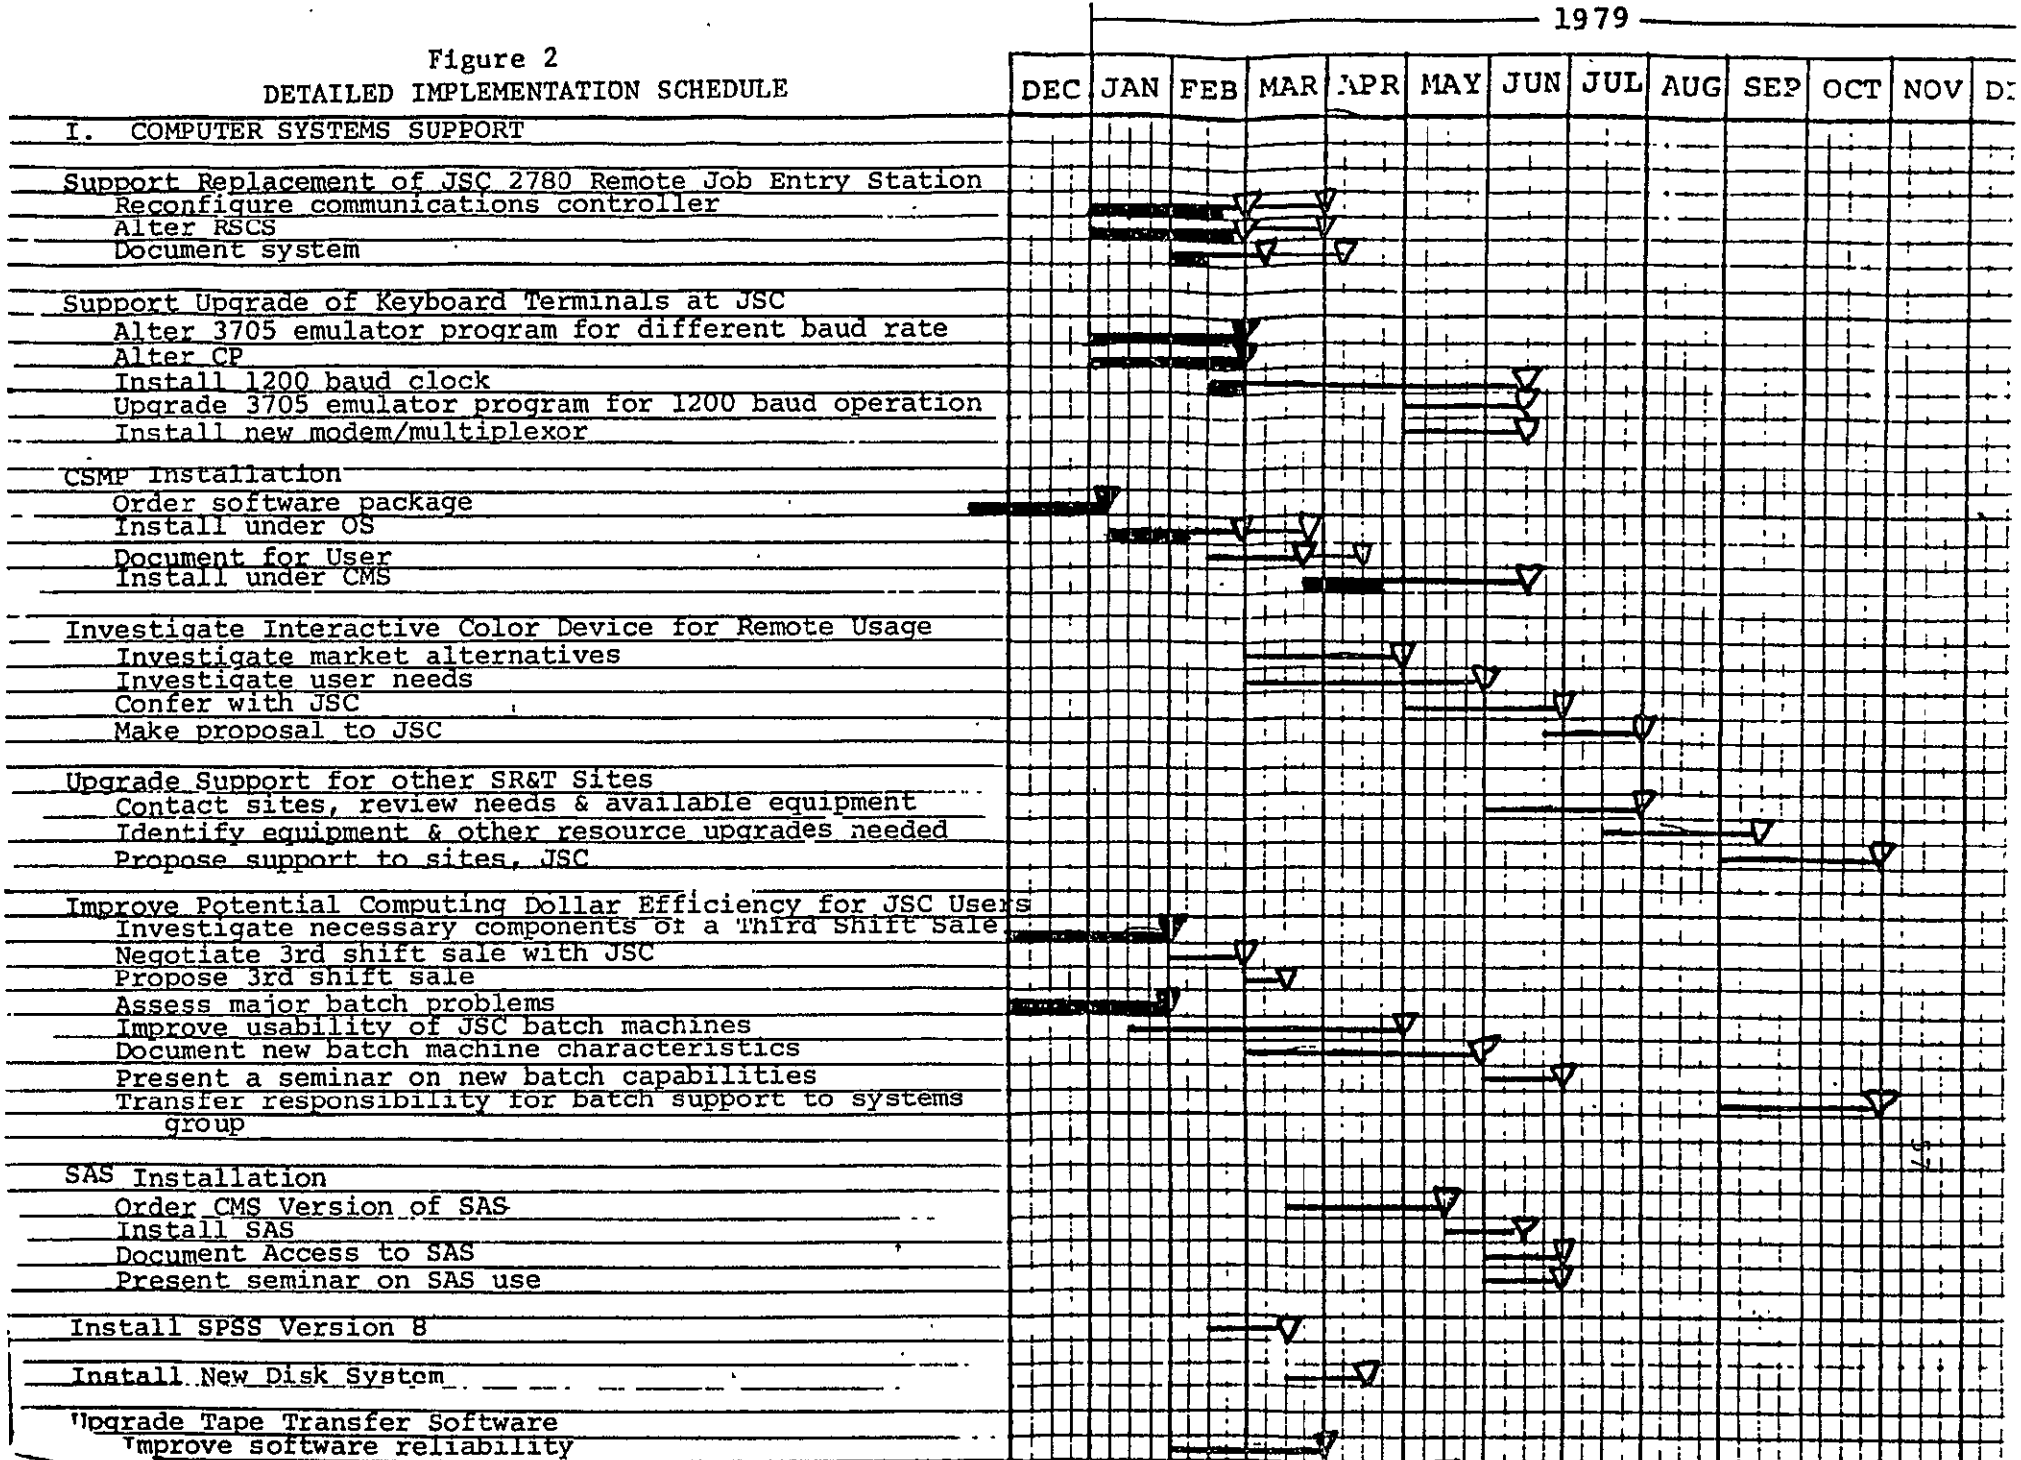 1979
Figure 2
DETAILED IMPLEMENTATION SCHEDULE
DEC JAN FEB MAR APR MAY JUN JUL AUG SEP OCT NOV
I. COMPUTER SYSTEMS SUPPORT
Support Replacement of JSC 2780 Remote Job Entry Station
Reconfigure communications controller
Alter RSCS
Document system
Support Upgrade of Keyboard Terminals at JSC
Alter 3705 emulator program for different baud rate
Alter CP
Install 1200 baud clock
Upgrade 3705 emulator program for 1200 baud operation
Install new modem/multiplexor
CSMP Installation
Order software package
Install under OS
Document for User
Install under CMS
Investigate Interactive Color Device for Remote Usage
Investigate market alternatives
Investigate user needs
Confer with JSC
Make proposal to JSC
Upgrade Support for other SR&T Sites
Contact sites, review needs & available equipment
Identify equipment & other resource upgrades needed
Propose support to sites, JSC
Improve Potential Computing Dollar Efficiency for JSC Users
Investigate necessary components of a Third Shift Sale
Negotiate 3rd shift sale with JSC
Propose 3rd shift sale
Assess major batch problems
Improve usability of JSC batch machines
Document new batch machine characteristics
Present a seminar on new batch capabilities
Transfer responsibility for batch support to systems
group
SAS Installation
Order CMS Version of SAS
Install SAS
Document Access to SAS
Present seminar on SAS use
Install SPSS Version 8
Install New Disk System
Upgrade Tape Transfer Software
Improve software reliability